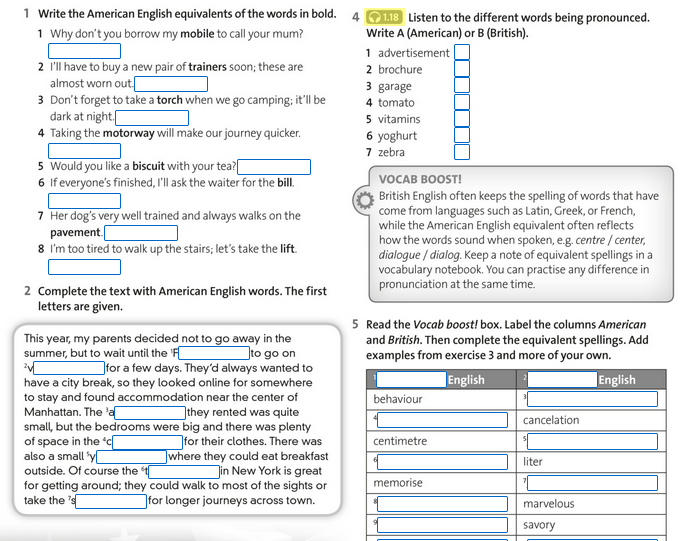 1 Write the American English equivalents of the words in bold.
1 Why don't you borrow my mobile to call your mum?
2 I'll have to buy a new pair of trainers soon; these are
almost worn out.
3 Don't forget to take a torch when we go camping; it'll be
dark at night.
4 Taking the motorway will make our journey quicker.
5 Would you like a biscuit with your tea?
6 If everyone's finished, I'll ask the waiter for the bill.
7 Her dog's very well trained and always walks on the
pavement.
8 I'm too tired to walk up the stairs; let's take the lift.
2 Complete the text with American English words. The first
letters are given.
This year, my parents decided not to go away in the
summer, but to wait until the 1F to go on
2v for a few days. They'd always wanted to
have a city break, so they looked online for somewhere
to stay and found accommodation near the center of
Manhattan. The 3a they rented was quite
small, but the bedrooms were big and there was plenty
of space in the 4c for their clothes. There was
also a small 5y where they could eat breakfast
outside. Of course the 6t in New York is great
for getting around; they could walk to most of the sights or
take the 7s for longer journeys across town.
4 1.18 Listen to the different words being pronounced.
Write A (American) or B (British).
1 advertisement
2 brochure
3 garage
4 tomato
5 vitamins
6 yoghurt
7 zebra
VOCAB BOOST!
British English often keeps the spelling of words that have
come from languages such as Latin, Greek, or French,
while the American English equivalent often reflects
how the words sound when spoken, e.g. centre / center,
dialogue / dialog. Keep a note of equivalent spellings in a
vocabulary notebook. You can practise any difference in
pronunciation at the same time.
5 Read the Vocab boost! box. Label the columns American
and British. Then complete the equivalent spellings. Add
examples from exercise 3 and more of your own.
1 English 2 English
behaviour 3
4 cancelation
centimetre 5
6 liter
memorise 7
8 marvelous
9 savory